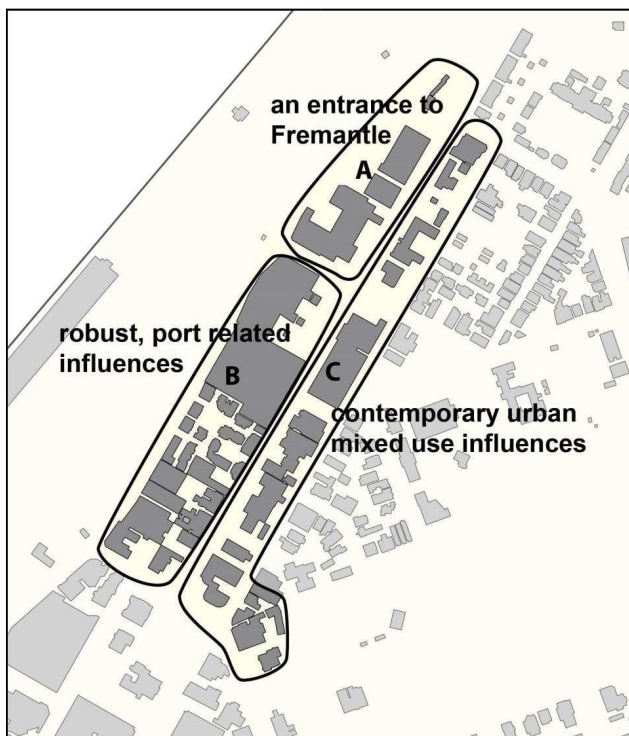 an entrance to
Fremantle
A
robust, port related
influences
B
C
contemporary urban
mixed use influences